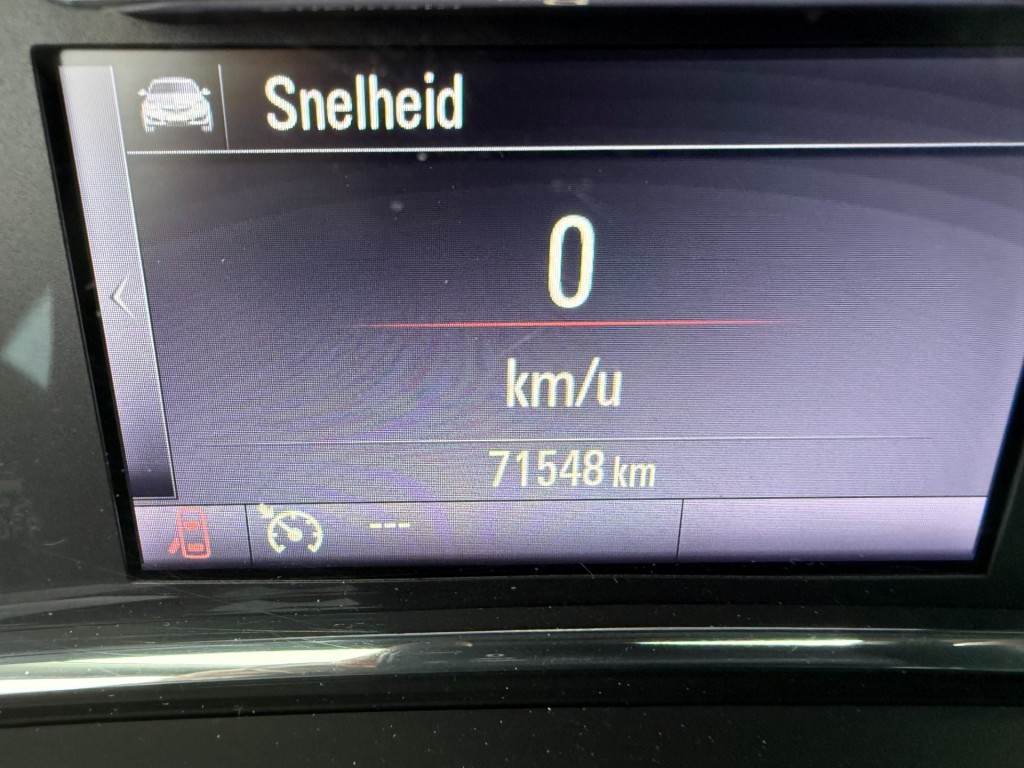 Snelheid
0
km/u
71548 km
---